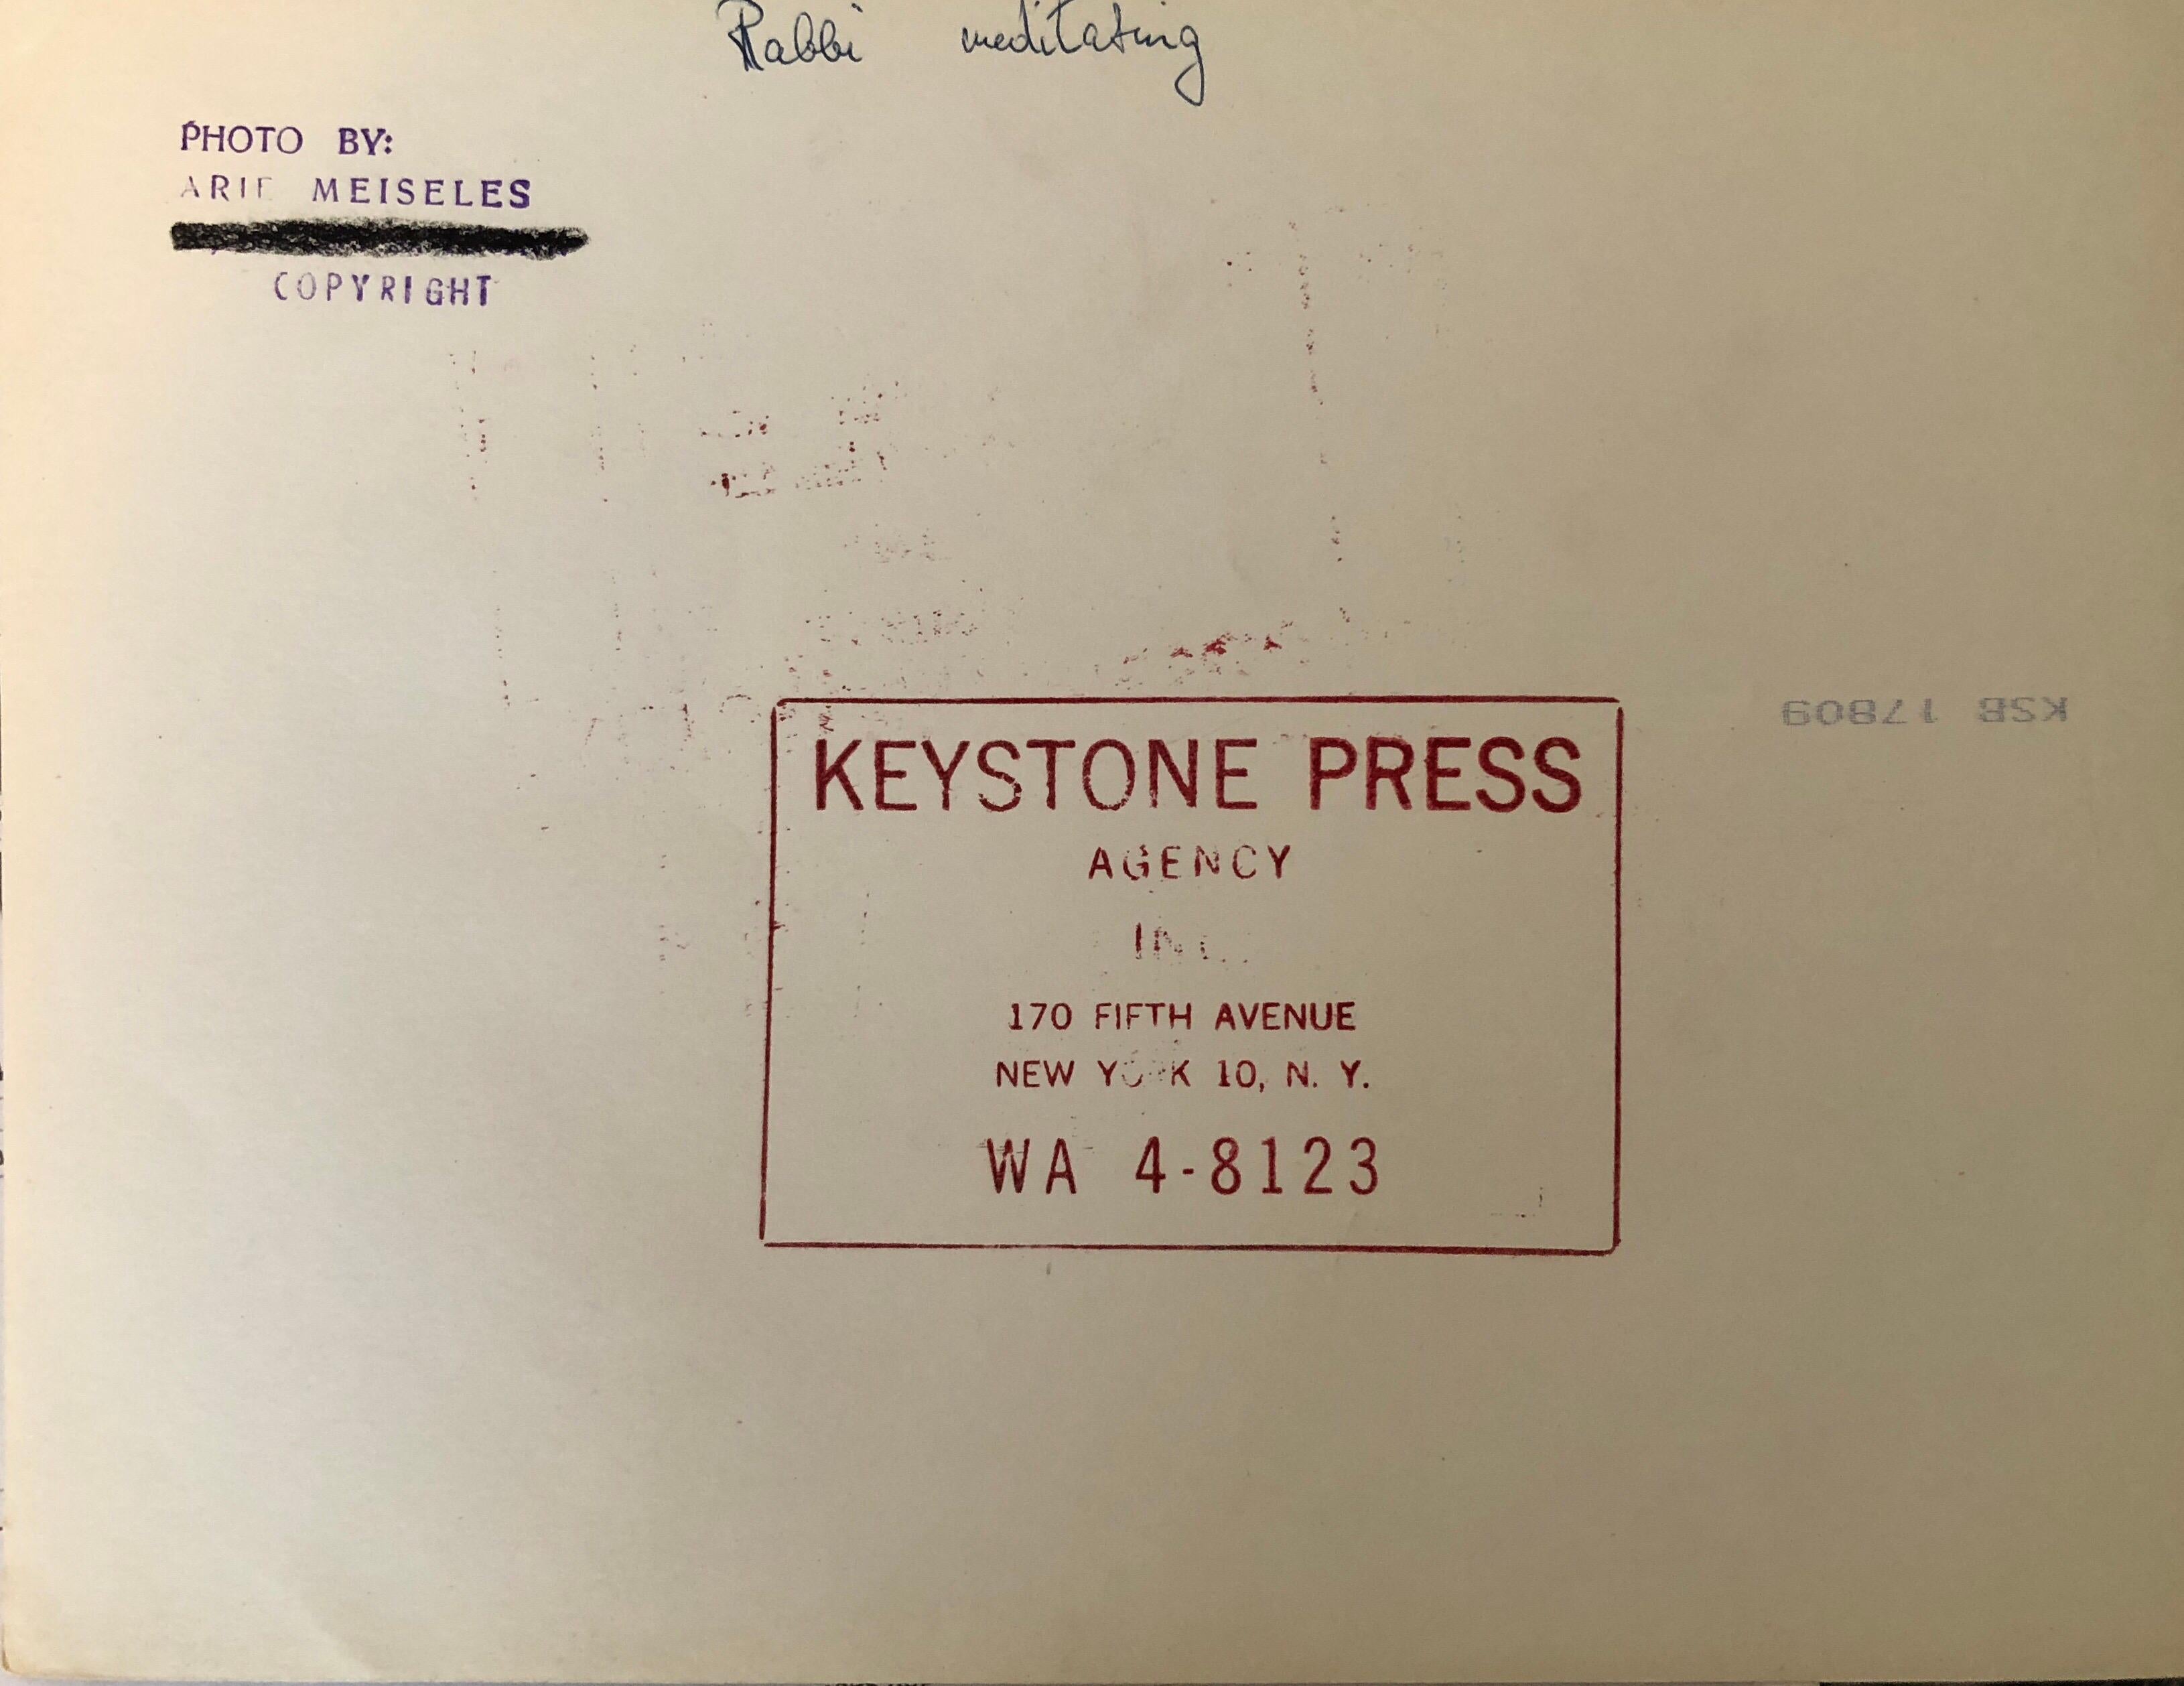 Rabbi meditating
PHOTO BY:
ARIE MEISELES
COPYRIGHT
KSB 17809
KEYSTONE PRESS
AGENCY
INC.
170 FIFTH AVENUE
NEW YORK 10, N. Y.
WA 4-8123